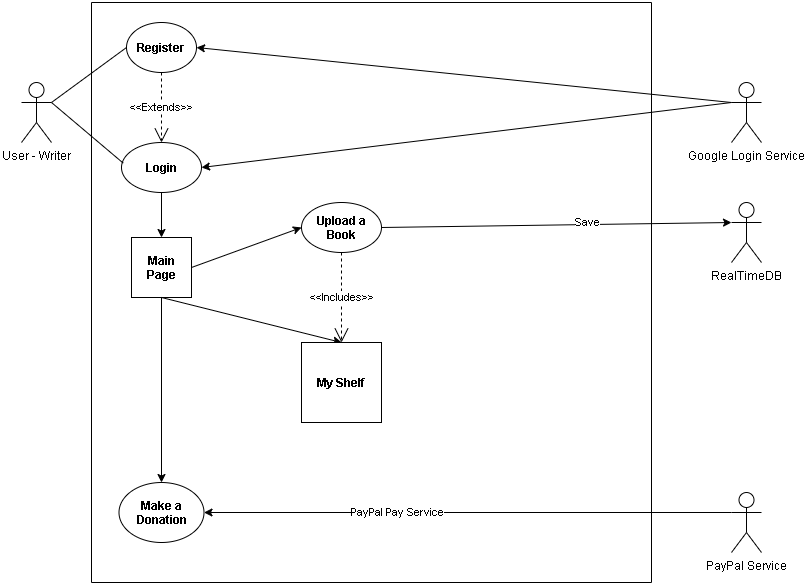 Register
<<Extends>>
User - Writer
Google Login Service
Login
Upload a
Book
Save
Main
Page
RealTimeDB
<<Includes>>
My Shelf
Make a
Donation
PayPal Pay Service
PayPal Service